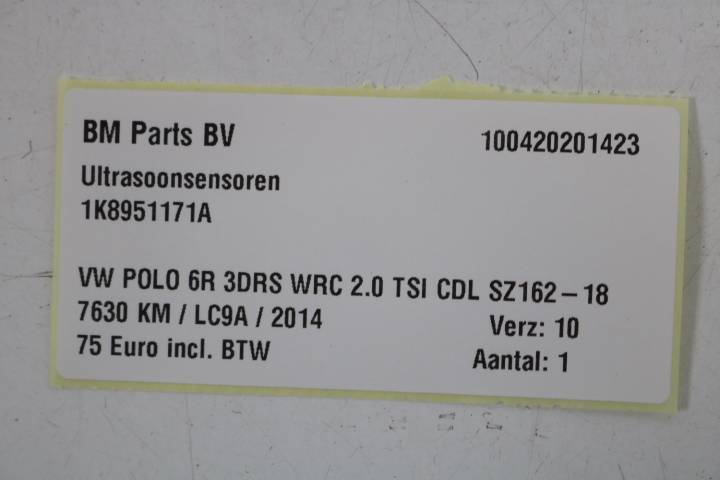 BM Parts BV 100420201423
Ultrasoonsensoren
1K8951171A
VW POLO 6R 3DRS WRC 2.0 TSI CDL SZ162-18
7630 KM / LC9A / 2014 Verz: 10
75 Euro incl. BTW Aantal: 1